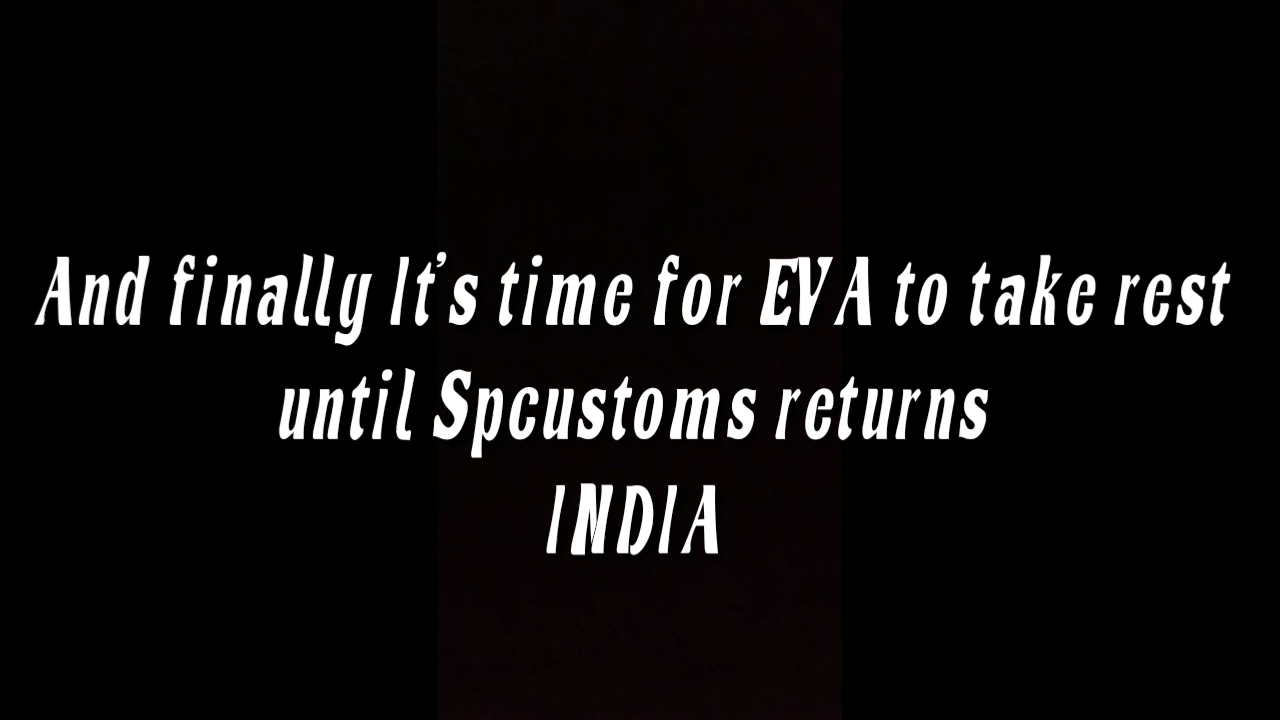 And finally It's time for EVA to take rest
until Spcustoms returns
INDIA